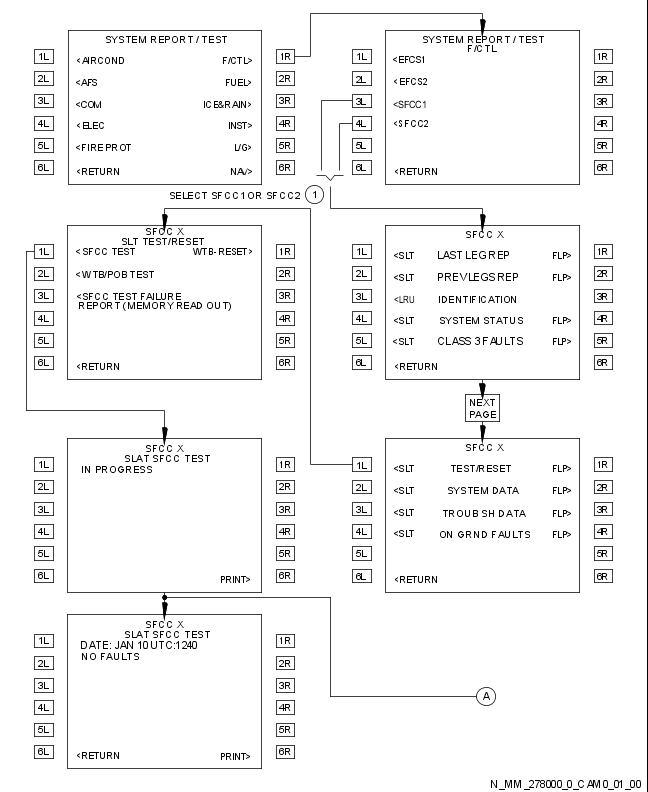 SYSTEM REPORT / TEST
1L <AIRCOND F/CTL> 1R
2L <AFS FUEL> 2R
3L <COM ICE&RAIN> 3R
4L <ELEC INST> 4R
5L <FIRE PROT L/G> 5R
6L <RETURN NAV> 6R
SYSTEM REPORT / TEST
F/CTL
1L <EFCS1 1R
2L <EFCS2 2R
3L <SFCC1 3R
4L <SFCC2 4R
5L 5R
6L <RETURN 6R
SELECT SFCC1 OR SFCC2 1
SFCC X
SLT TEST/RESET
1L <SFCC TEST WTB-RESET> 1R
2L <WTB/POB TEST 2R
3L <SFCC TEST FAILURE 3R
REPORT (MEMORY READ OUT)
4L 4R
5L 5R
6L <RETURN 6R
SFCC X
1L <SLT LAST LEG REP FLP> 1R
2L <SLT PREV LEGS REP FLP> 2R
3L <LRU IDENTIFICATION 3R
4L <SLT SYSTEM STATUS FLP> 4R
5L <SLT CLASS 3 FAULTS FLP> 5R
6L <RETURN 6R
NEXT
PAGE
SFCC X
SLAT SFCC TEST
IN PROGRESS
1L 1R
2L 2R
3L 3R
4L 4R
5L 5R
6L PRINT> 6R
SFCC X
1L <SLT TEST/RESET FLP> 1R
2L <SLT SYSTEM DATA FLP> 2R
3L <SLT TROUB SH DATA FLP> 3R
4L <SLT ON GRND FAULTS FLP> 4R
5L 5R
6L <RETURN 6R
SFCC X
SLAT SFCC TEST
1L DATE: JAN 10 UTC:1240 1R
NO FAULTS
2L 2R
3L 3R
4L 4R
5L 5R
6L <RETURN PRINT> 6R
A
N_MM_278000_0_CAM0_01_00